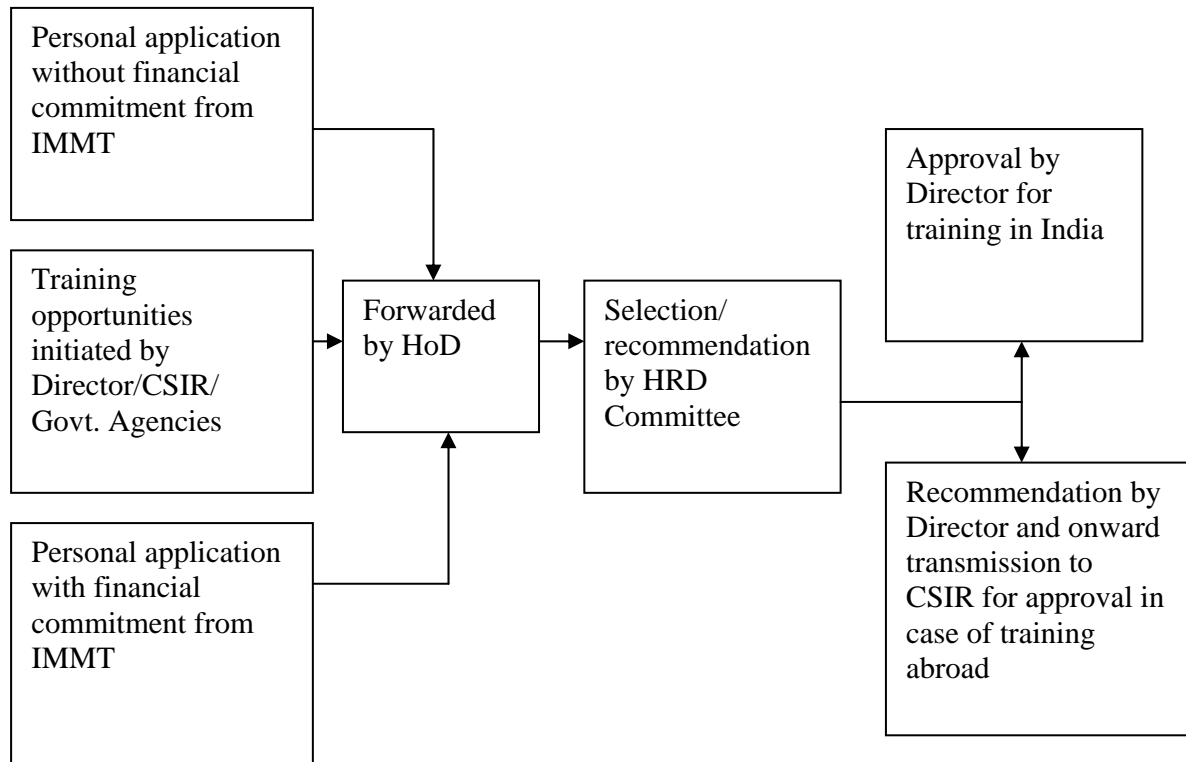 Personal application
without financial
commitment from
IMMT
Training
opportunities
initiated by
Director/CSIR/
Govt. Agencies
Personal application
with financial
commitment from
IMMT
Forwarded
by HoD
Selection/
recommendation
by HRD
Committee
Approval by
Director for
training in India
Recommendation by
Director and onward
transmission to
CSIR for approval in
case of training
abroad